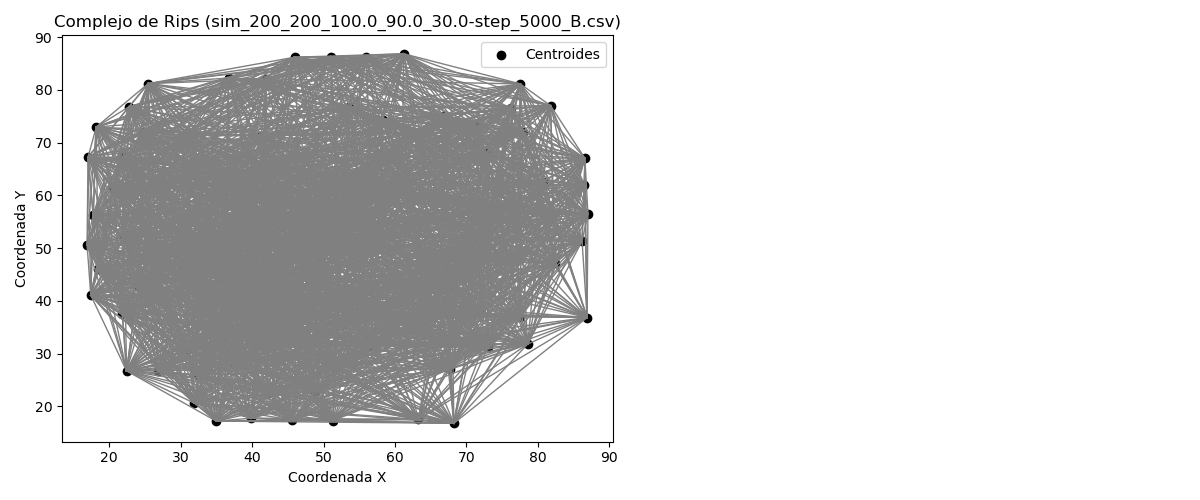 Complejo de Rips (sim_200_200_100.0_90.0_30.0-step_5000_B.csv)
Centroides
90
80
70
60
50
40
30
20
Coordenada Y
20 30 40 50 60 70 80 90
Coordenada X